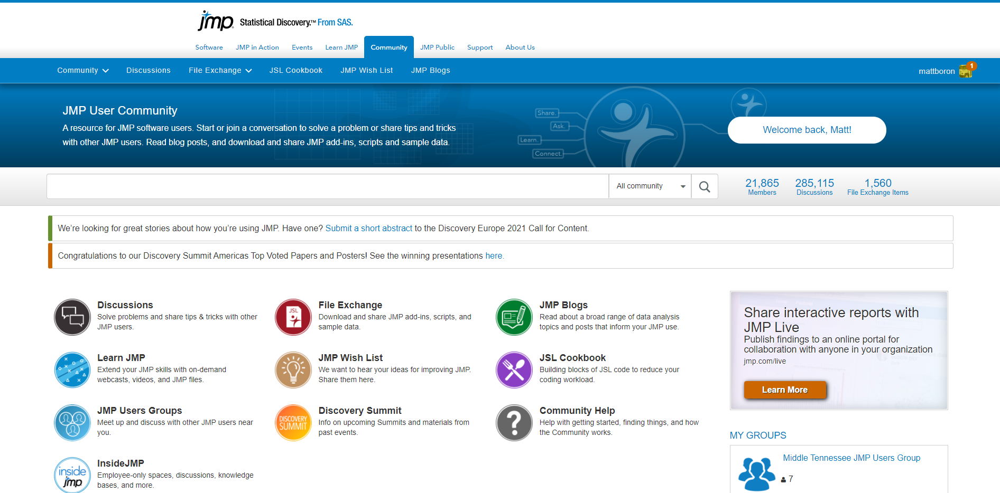 jmp Statistical Discovery.™ From SAS.
Software JMP in Action Events Learn JMP Community JMP Public Support About Us
Community Discussions File Exchange JSL Cookbook JMP Wish List JMP Blogs
mattboron 1
JMP User Community
A resource for JMP software users. Start or join a conversation to solve a problem or share tips and tricks
with other JMP users. Read blog posts, and download and share JMP add-ins, scripts and sample data.
Share.
Ask.
Learn.
Connect.
Welcome back, Matt!
All community
21,865 285,115 1,560
Members Discussions File Exchange Items
We’re looking for great stories about how you’re using JMP. Have one? Submit a short abstract to the Discovery Europe 2021 Call for Content.
Congratulations to our Discovery Summit Americas Top Voted Papers and Posters! See the winning presentations here.
Discussions
Solve problems and share tips & tricks with other
JMP users.
JSL
File Exchange
Download and share JMP add-ins, scripts, and
sample data.
JMP Blogs
Read about a broad range of data analysis
topics and posts that inform your JMP use.
Learn JMP
Extend your JMP skills with on-demand
webcasts, videos, and JMP files.
JMP Wish List
We want to hear your ideas for improving JMP.
Share them here.
JSL Cookbook
Building blocks of JSL code to reduce your
coding workload.
JMP Users Groups
Meet up and discuss with other JMP users near
you.
DISCOVERY
SUMMIT
Discovery Summit
Info on upcoming Summits and materials from
past events.
?
Community Help
Help with getting started, finding things, and how
the Community works.
inside
jmp
InsideJMP
Employee-only spaces, discussions, knowledge
bases, and more.
Share interactive reports with
JMP Live
Publish findings to an online portal for
collaboration with anyone in your organization
jmp.com/live
Learn More
MY GROUPS
Middle Tennessee JMP Users Group
7